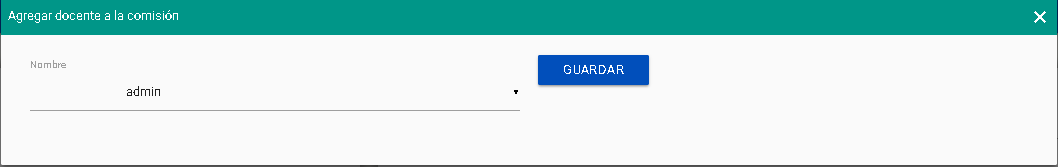 Agregar docente a la comisión
Nombre
admin
GUARDAR